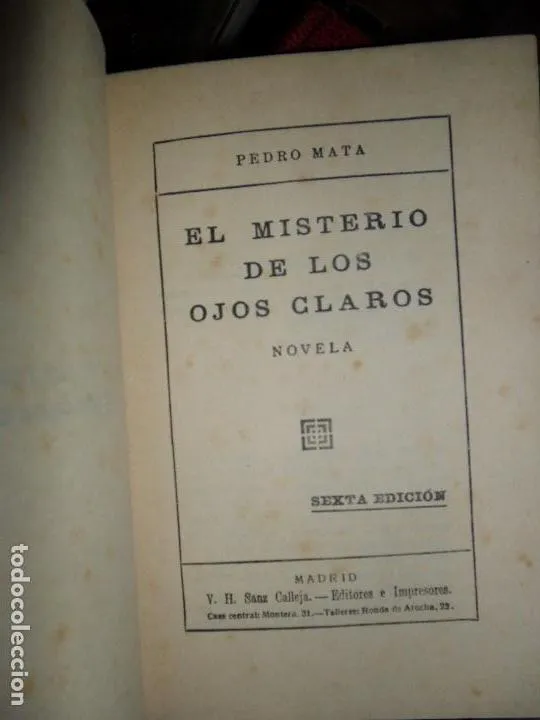 PEDRO MATA
EL MISTERIO
DE LOS
OJOS CLAROS
NOVELA
SEXTA EDICIÓN
MADRID
V. H. Sanz Calleja.—Editores e Impresores.
Casa central: Montera, 31.—Talleres: Ronda de Atocha, 23.
todocoleccion